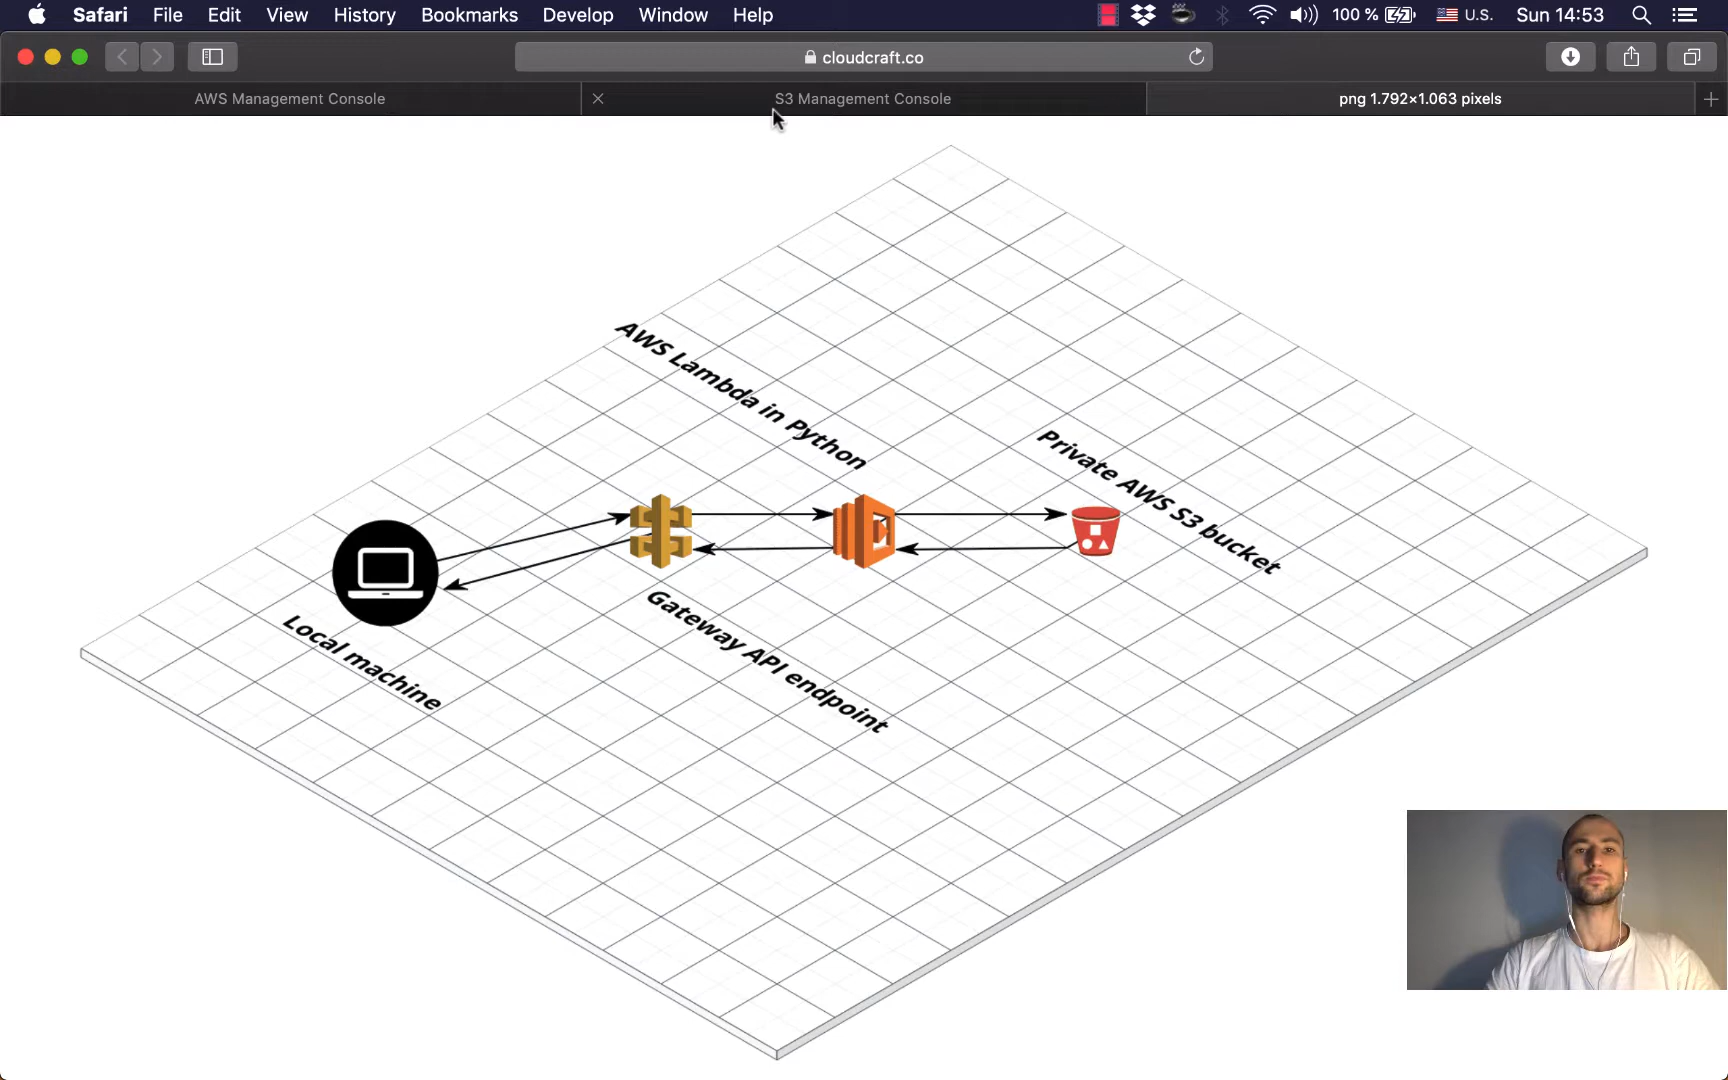 Safari File Edit View History Bookmarks Develop Window Help 100 % U.S. Sun 14:53
cloudcraft.co
AWS Management Console
S3 Management Console
png 1.792×1.063 pixels
AWS Lambda in Python
Private AWS S3 bucket
Gateway API endpoint
Local machine